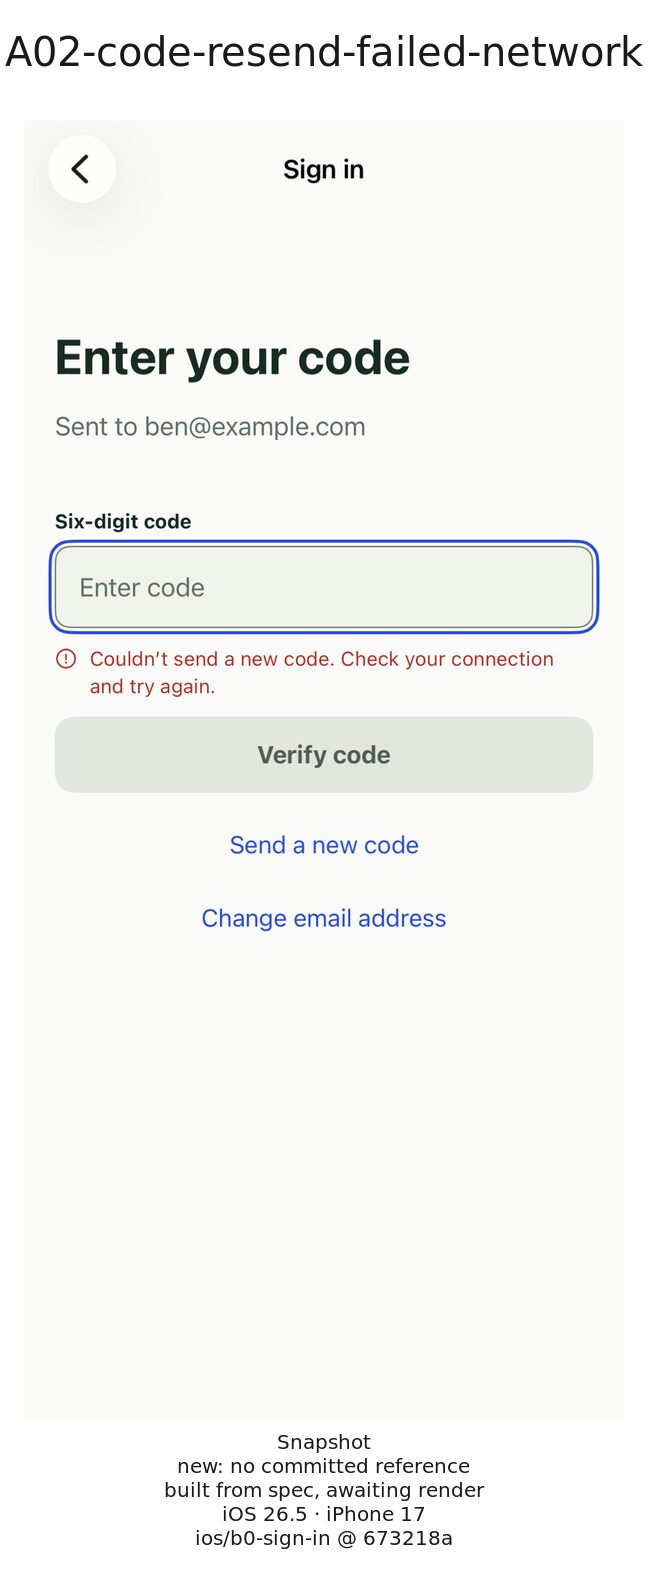 A02-code-resend-failed-network
Sign in
Enter your code
Sent to ben@example.com
Six-digit code
Enter code
Couldn’t send a new code. Check your connection
and try again.
Verify code
Send a new code
Change email address
Snapshot
new: no committed reference
built from spec, awaiting render
iOS 26.5 · iPhone 17
ios/b0-sign-in @ 673218a